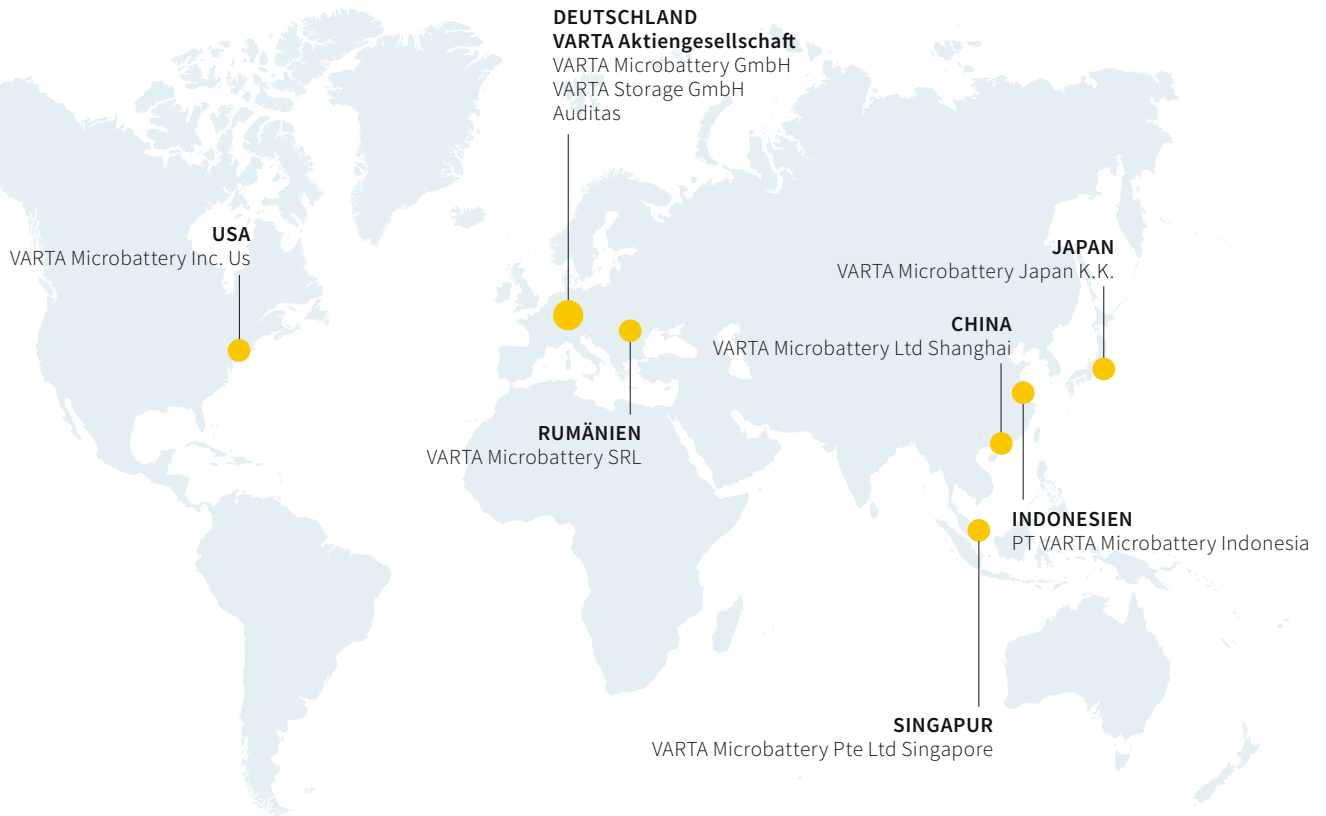 DEUTSCHLAND
VARTA Aktiengesellschaft
VARTA Microbattery GmbH
VARTA Storage GmbH
Auditas
USA
VARTA Microbattery Inc. Us
JAPAN
VARTA Microbattery Japan K.K.
CHINA
VARTA Microbattery Ltd Shanghai
RUMÄNIEN
VARTA Microbattery SRL
INDONESIEN
PT VARTA Microbattery Indonesia
SINGAPUR
VARTA Microbattery Pte Ltd Singapore